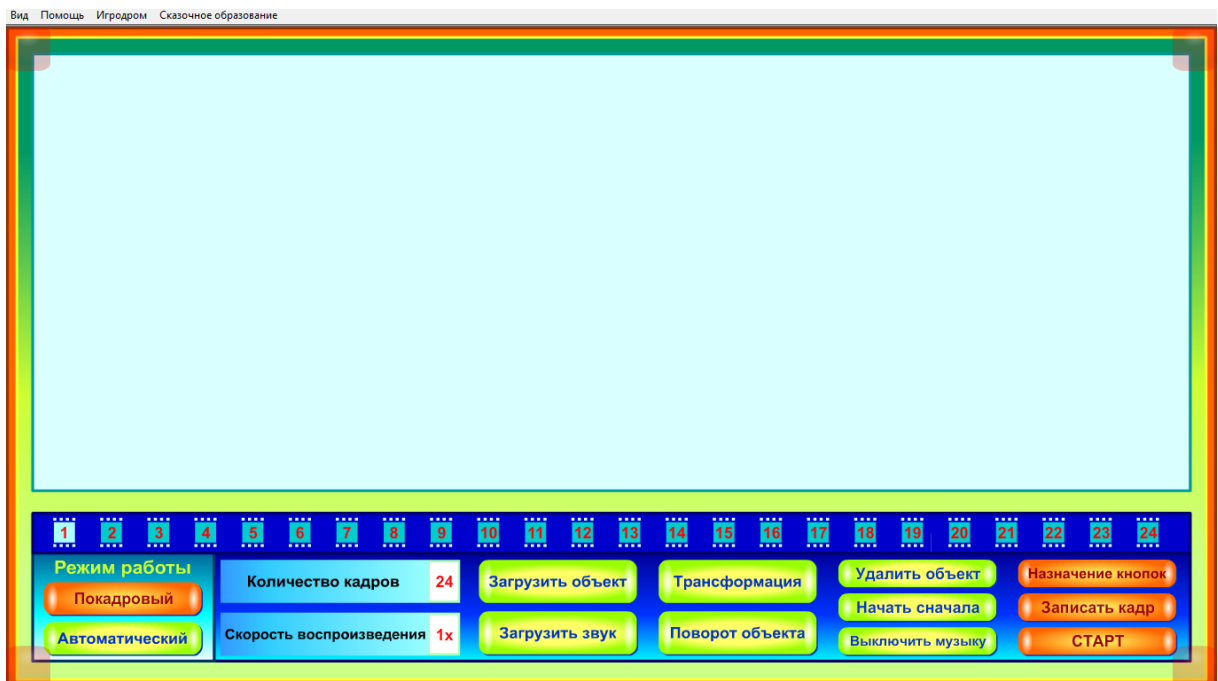 Вид Помощь Игродром Сказочное образование
1 2 3 4 5 6 7 8 9 10 11 12 13 14 15 16 17 18 19 20 21 22 23 24
Режим работы
Покадровый
Автоматический
Количество кадров 24
Скорость воспроизведения 1x
Загрузить объект
Загрузить звук
Трансформация
Поворот объекта
Удалить объект
Начать сначала
Выключить музыку
Назначение кнопок
Записать кадр
СТАРТ